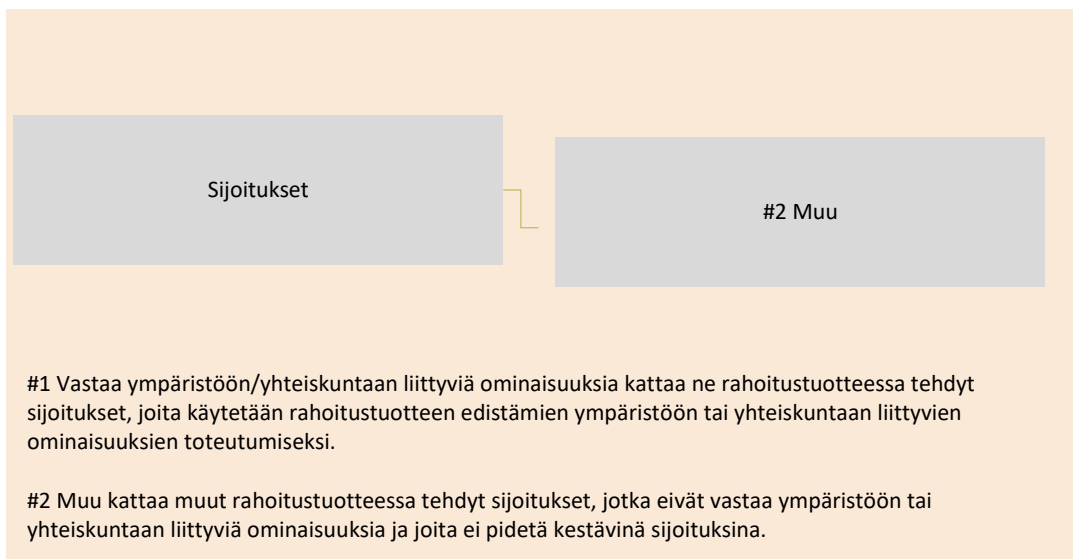 Sijoitukset
#2 Muu
#1 Vastaa ympäristöön/yhteiskuntaan liittyviä ominaisuuksia kattaa ne rahoitustuotteessa tehdyt
sijoitukset, joita käytetään rahoitustuotteen edistämien ympäristöön tai yhteiskuntaan liittyvien
ominaisuuksien toteutumiseksi.
#2 Muu kattaa muut rahoitustuotteessa tehdyt sijoitukset, jotka eivät vastaa ympäristöön tai
yhteiskuntaan liittyviä ominaisuuksia ja joita ei pidetä kestävinä sijoituksina.